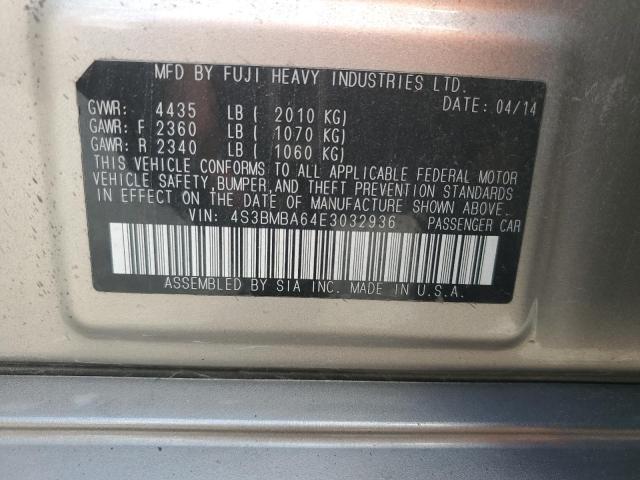 MFD BY FUJI HEAVY INDUSTRIES LTD.
DATE: 04/14
GVWR: 4435 LB ( 2010 KG)
GAWR: F 2360 LB ( 1070 KG)
GAWR: R 2340 LB ( 1060 KG)
THIS VEHICLE CONFORMS TO ALL APPLICABLE FEDERAL MOTOR
VEHICLE SAFETY, BUMPER, AND THEFT PREVENTION STANDARDS
IN EFFECT ON THE DATE OF MANUFACTURE SHOWN ABOVE.
VIN: 4S3BMBA64E3032936 PASSENGER CAR
ASSEMBLED BY SIA INC. MADE IN U.S.A.